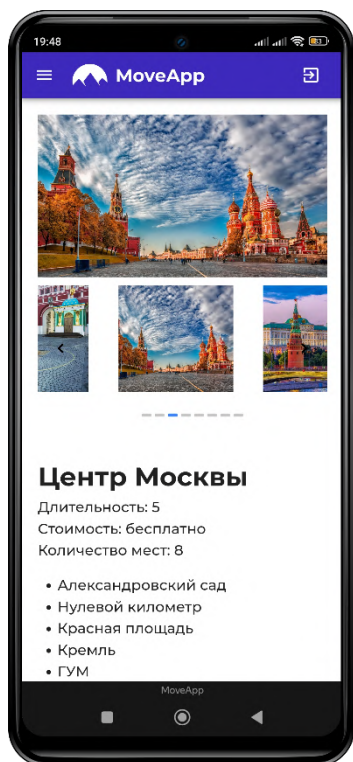 19:48
MoveApp
Центр Москвы
Длительность: 5
Стоимость: бесплатно
Количество мест: 8
• Александровский сад
• Нулевой километр
• Красная площадь
• Кремль
• ГУМ
MoveApp